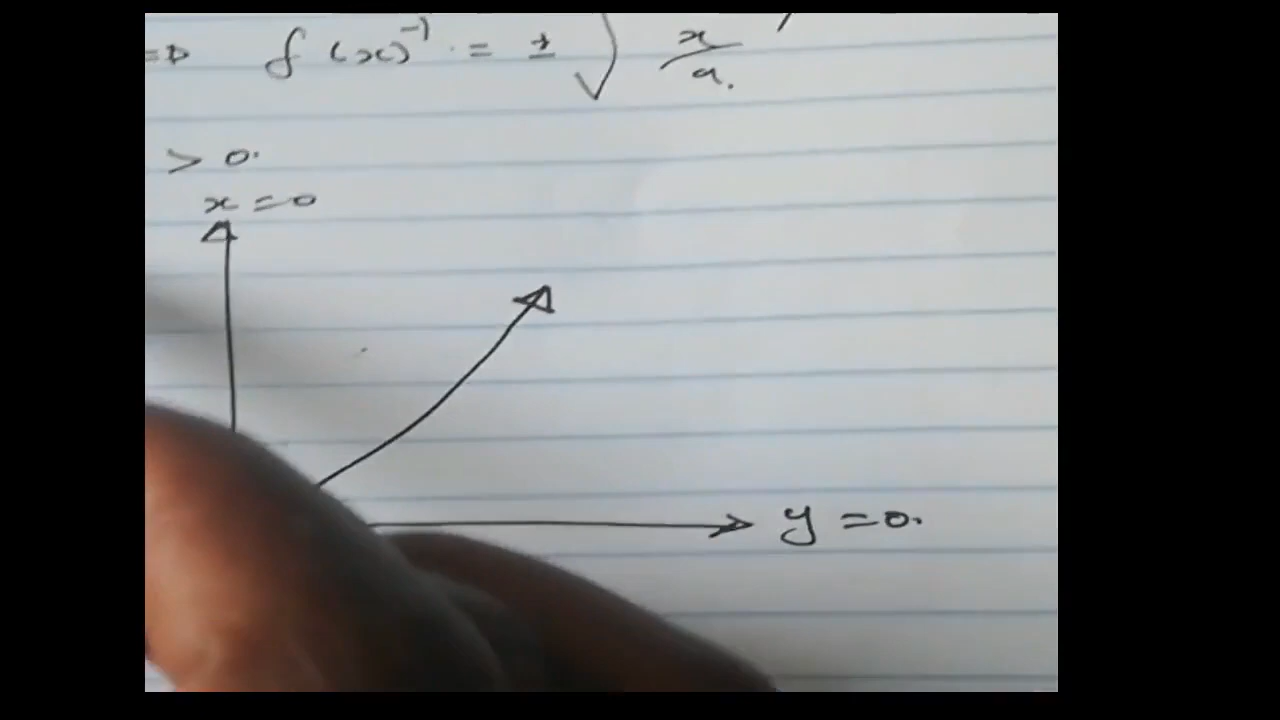 => f(x)⁻¹ = ± √ x/a
> 0.
x = 0
y = 0.